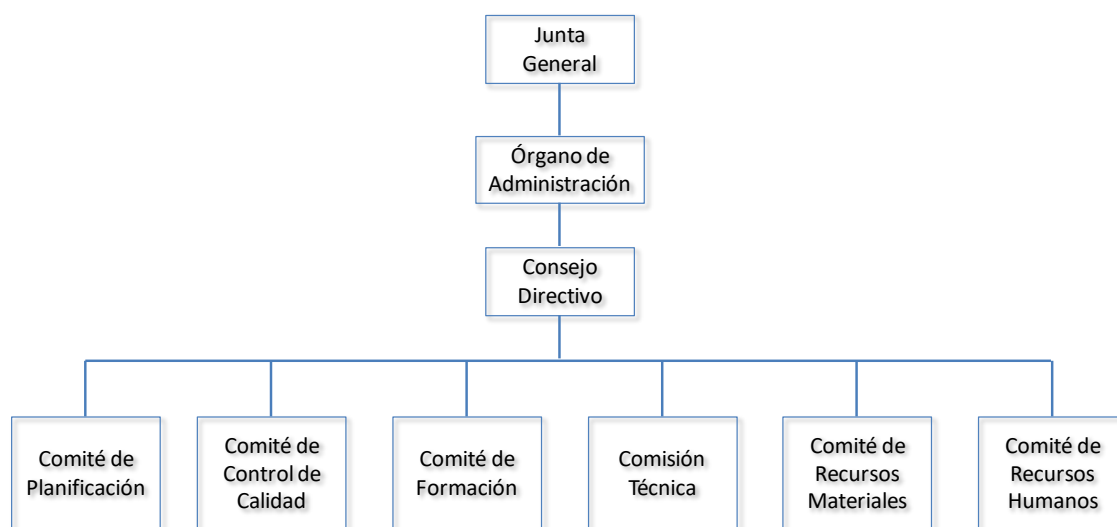 Junta
General
Órgano de
Administración
Consejo
Directivo
Comité de
Planificación
Comité de
Control de
Calidad
Comité de
Formación
Comisión
Técnica
Comité de
Recursos
Materiales
Comité de
Recursos
Humanos